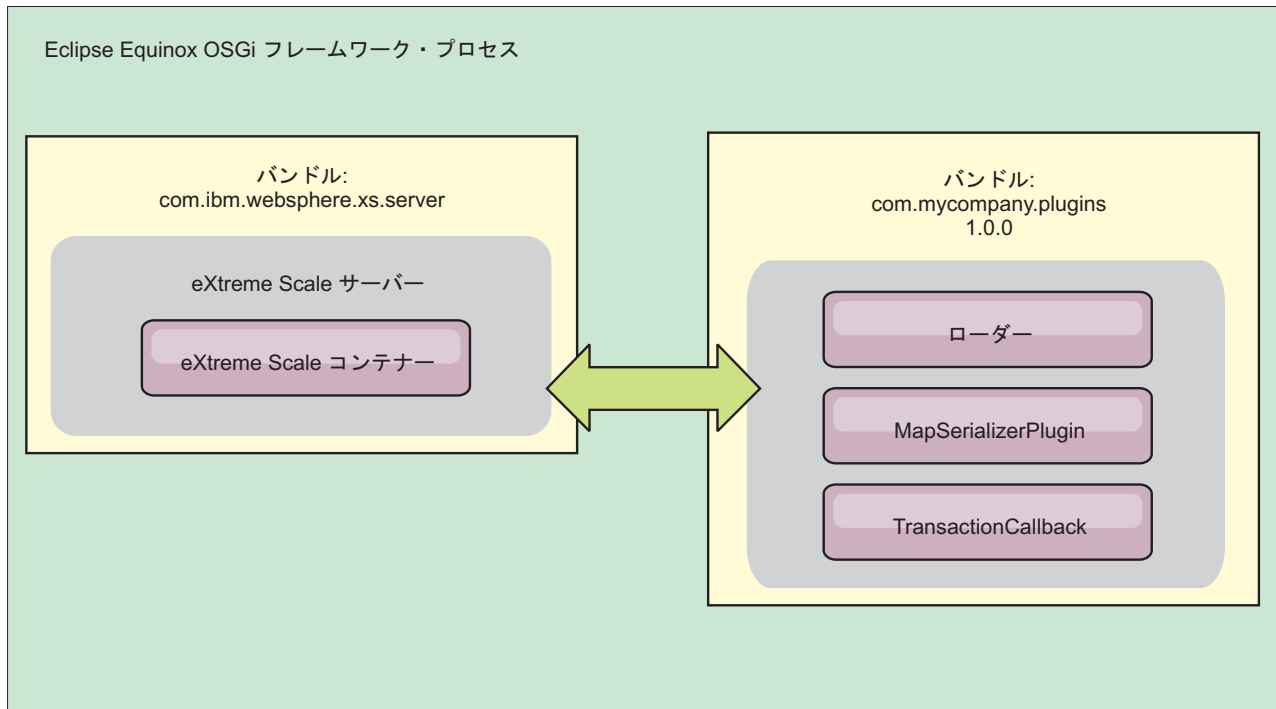 Eclipse Equinox OSGi フレームワーク・プロセス
バンドル:
com.ibm.websphere.xs.server
eXtreme Scale サーバー
eXtreme Scale コンテナー
バンドル:
com.mycompany.plugins
1.0.0
ローダー
MapSerializerPlugin
TransactionCallback